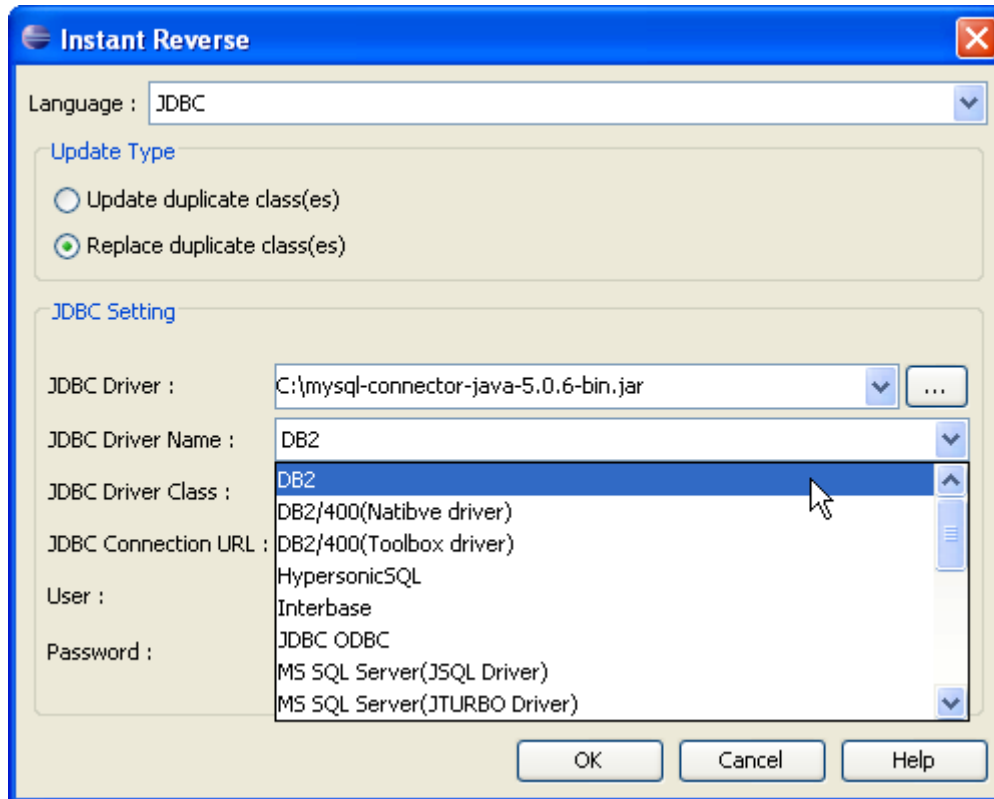 Instant Reverse
Language : JDBC
Update Type
Update duplicate class(es)
Replace duplicate class(es)
JDBC Setting
JDBC Driver : C:\mysql-connector-java-5.0.6-bin.jar ...
JDBC Driver Name : DB2
DB2
JDBC Driver Class :
DB2/400(Natibve driver)
JDBC Connection URL : DB2/400(Toolbox driver)
HypersonicSQL
User :
Interbase
JDBC ODBC
Password :
MS SQL Server(JSQL Driver)
MS SQL Server(JTURBO Driver)
OK Cancel Help